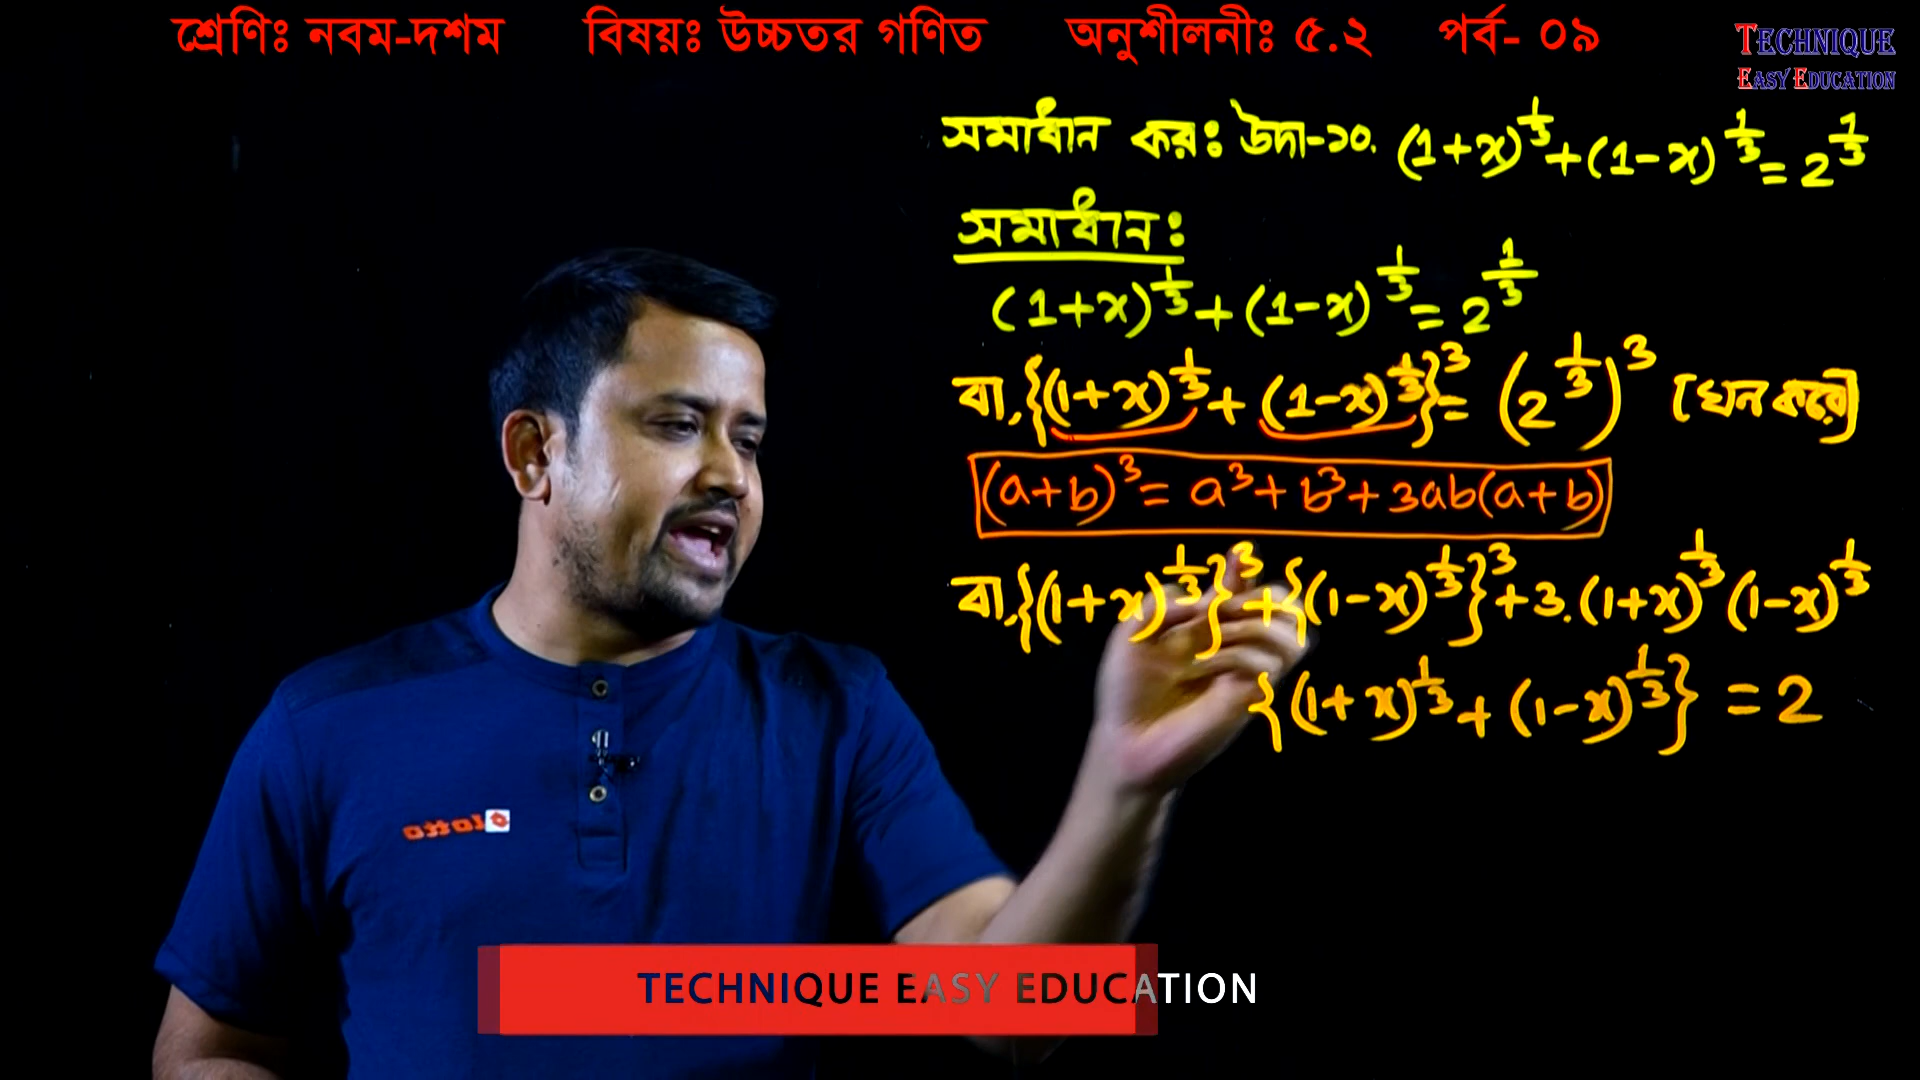 শ্রেণিঃ নবম-দশম বিষয়ঃ উচ্চতর গণিত অনুশীলনীঃ ৫.২ পর্ব- ০৯
TECHNIQUE
EASY EDUCATION
সমাধান করঃ উদা-১০. (1+x)^{1/3}+(1-x)^{1/3}=2^{1/3}
সমাধানঃ
(1+x)^{1/3}+(1-x)^{1/3}=2^{1/3}
বা,{(1+x)^{1/3}+(1-x)^{1/3}}^3=(2^{1/3})^3 [ঘন করে]
(a+b)^3=a^3+b^3+3ab(a+b)
বা,{(1+x)^{1/3}}^3+{(1-x)^{1/3}}^3+3.(1+x)^{1/3}(1-x)^{1/3}
{(1+x)^{1/3}+(1-x)^{1/3}}=2
lotto
TECHNIQUE EASY EDUCATION